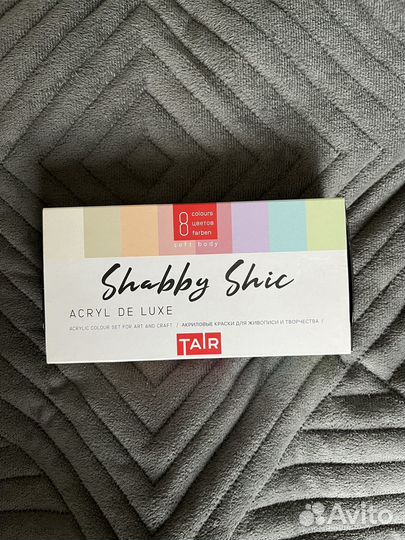 8 colours
цветов
farben
soft body
Shabby Shic
ACRYL DE LUXE
ACRYLIC COLOUR SET FOR ART AND CRAFT / АКРИЛОВЫЕ КРАСКИ ДЛЯ ЖИВОПИСИ И ТВОРЧЕСТВА /
TAIR
Avito